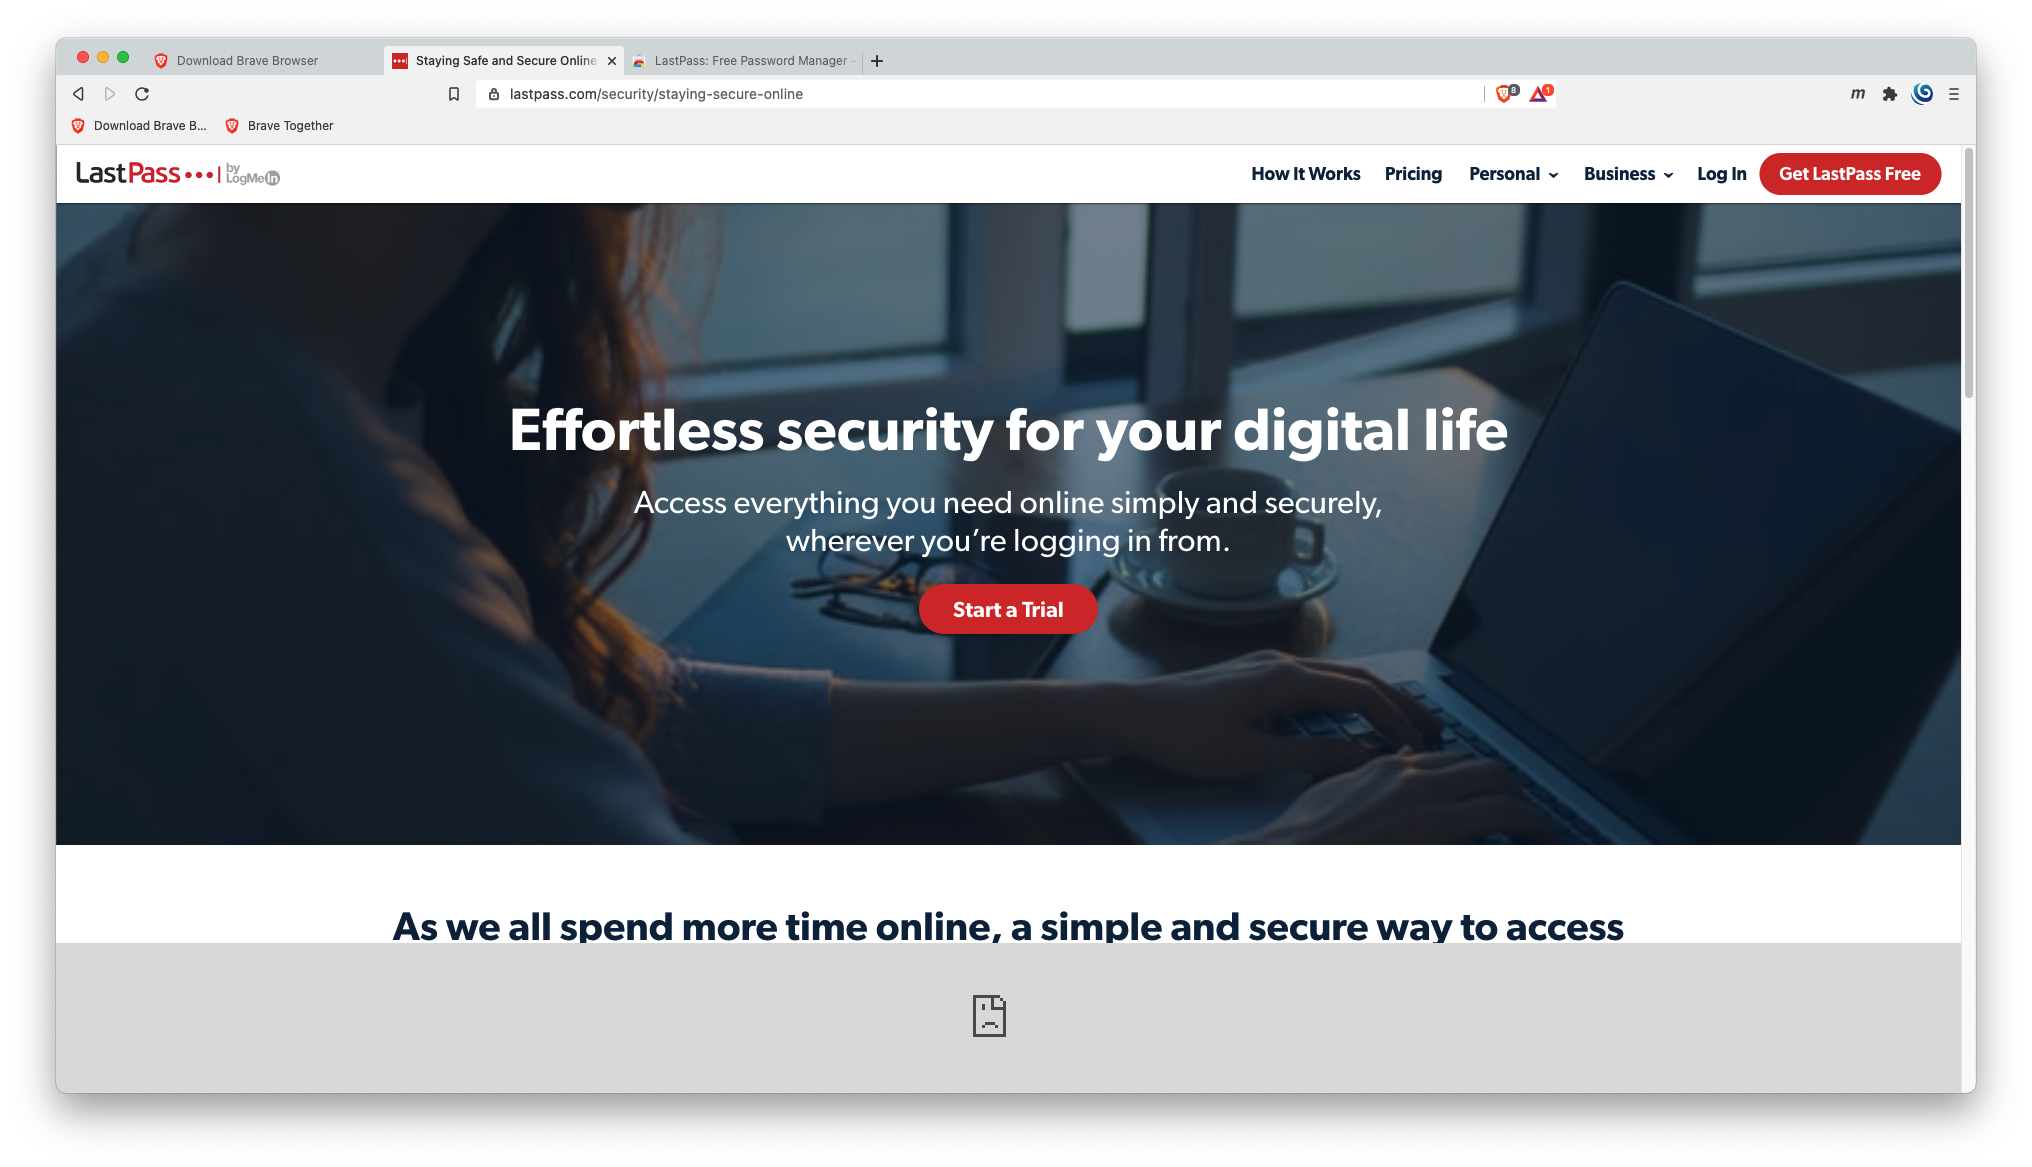 Download Brave Browser
Staying Safe and Secure Online
LastPass: Free Password Manager -
lastpass.com/security/staying-secure-online
8
1
m
Download Brave B...
Brave Together
LastPass by LogMeIn
How It Works
Pricing
Personal
Business
Log In
Get LastPass Free
Effortless security for your digital life
Access everything you need online simply and securely,
wherever you’re logging in from.
Start a Trial
As we all spend more time online, a simple and secure way to access